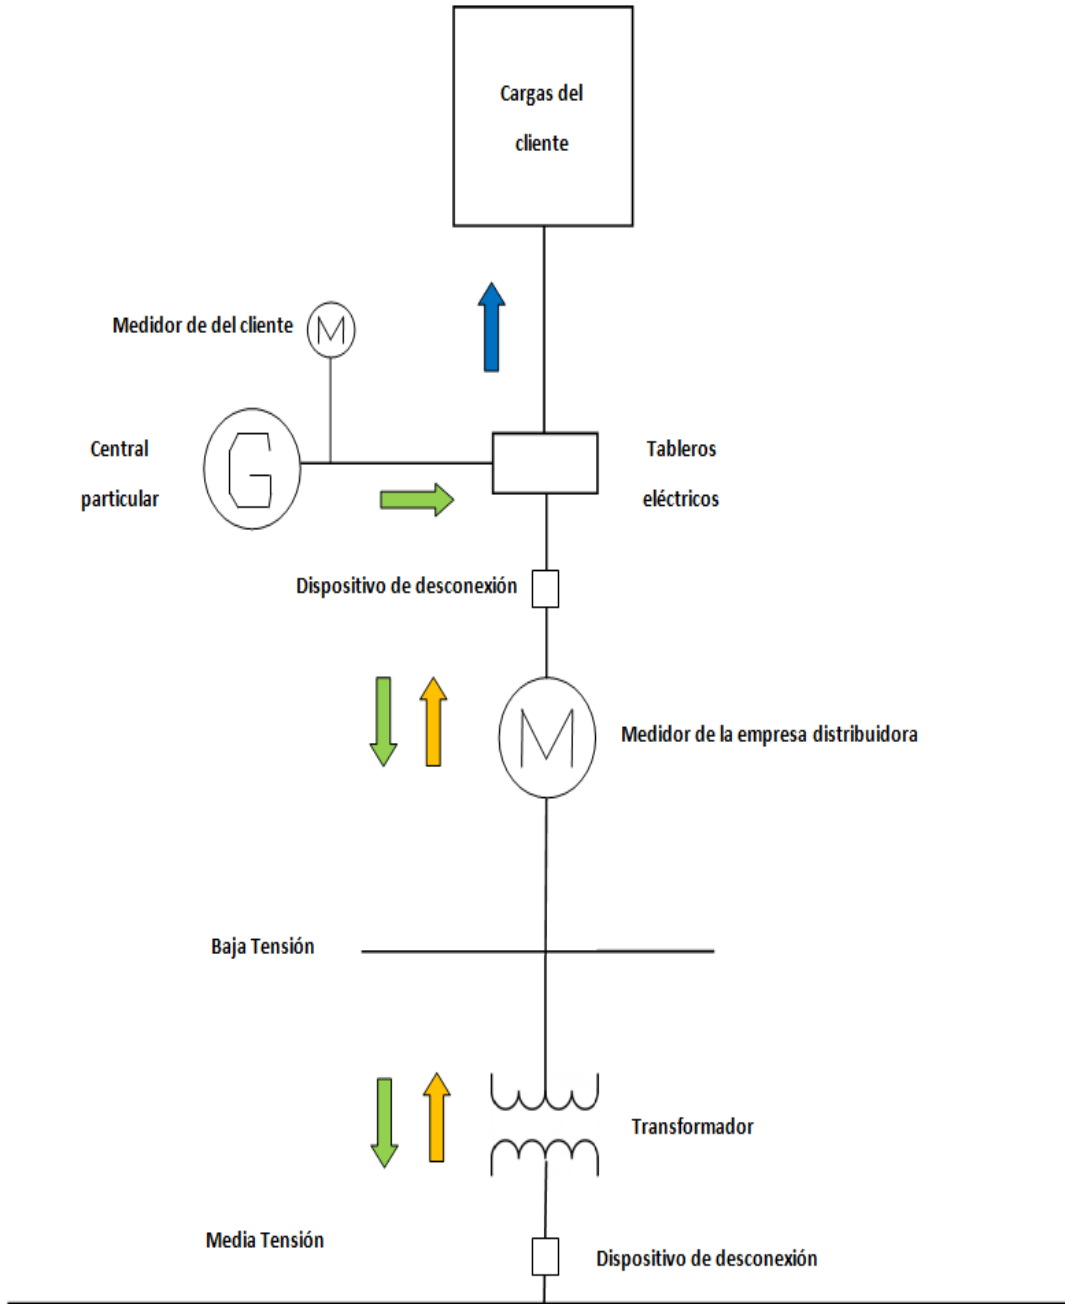 Cargas del
cliente
Medidor de del cliente
M
Central
particular
G
Tableros
eléctricos
Dispositivo de desconexión
M
Medidor de la empresa distribuidora
Baja Tensión
Transformador
Media Tensión
Dispositivo de desconexión